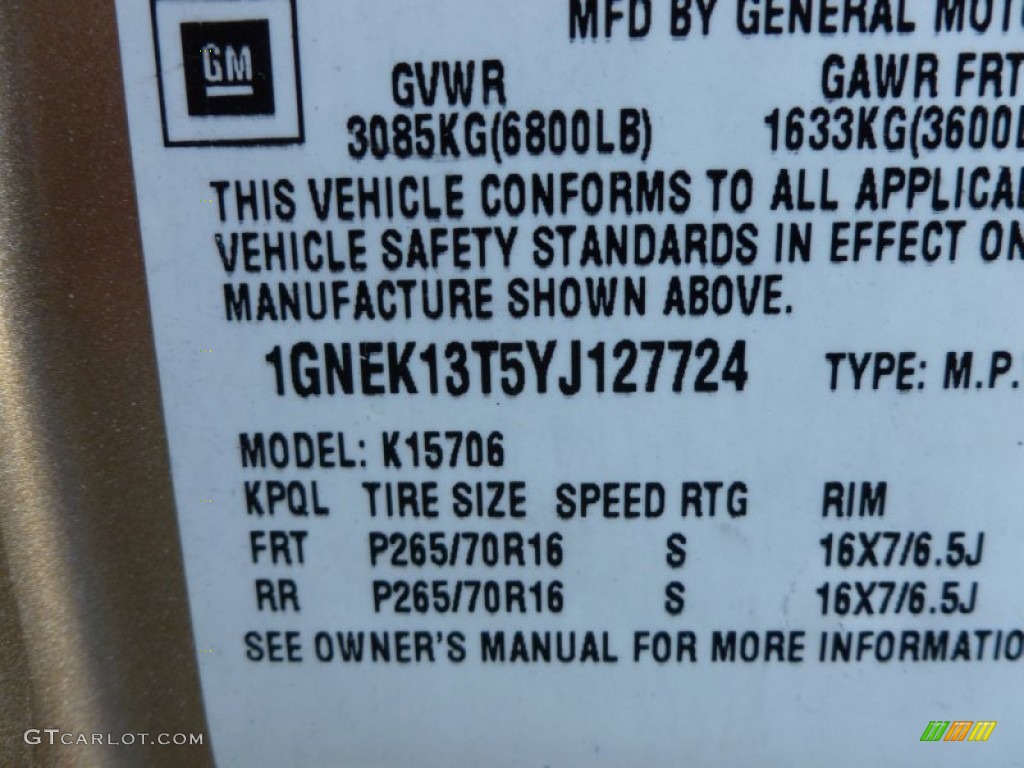 MFD BY GENERAL MOT
GM
GVWR GAWR FRT
3085KG(6800LB) 1633KG(3600L
THIS VEHICLE CONFORMS TO ALL APPLICA
VEHICLE SAFETY STANDARDS IN EFFECT ON
MANUFACTURE SHOWN ABOVE.
1GNEK13T5YJ127724 TYPE: M.P.
MODEL: K15706
KPQL TIRE SIZE SPEED RTG RIM
FRT P265/70R16 S 16X7/6.5J
RR P265/70R16 S 16X7/6.5J
SEE OWNER'S MANUAL FOR MORE INFORMATIO
GTCARLOT.COM